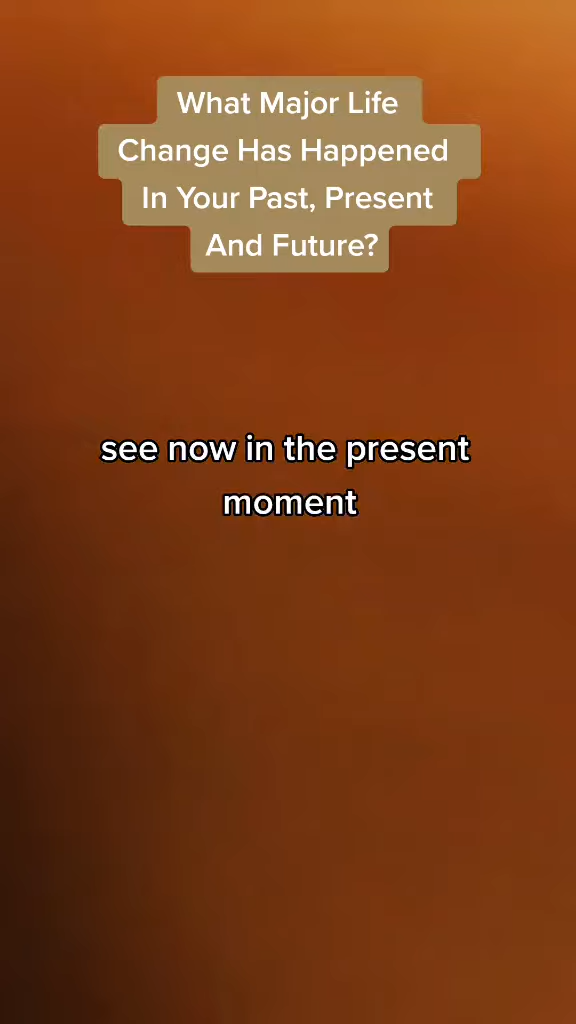 What Major Life
Change Has Happened
In Your Past, Present
And Future?
see now in the present
moment